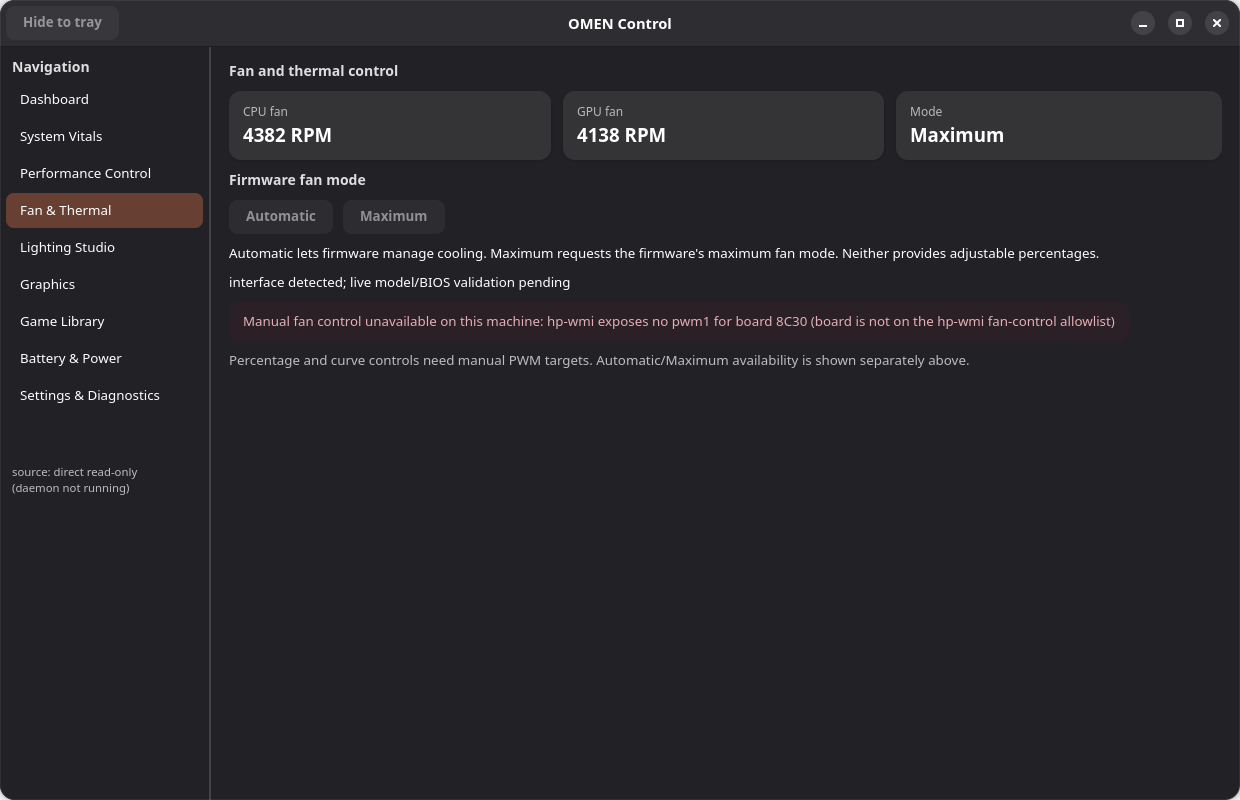 Hide to tray
OMEN Control
Navigation
Dashboard
System Vitals
Performance Control
Fan & Thermal
Lighting Studio
Graphics
Game Library
Battery & Power
Settings & Diagnostics
source: direct read-only
(daemon not running)
Fan and thermal control
CPU fan
4382 RPM
GPU fan
4138 RPM
Mode
Maximum
Firmware fan mode
Automatic
Maximum
Automatic lets firmware manage cooling. Maximum requests the firmware's maximum fan mode. Neither provides adjustable percentages.
interface detected; live model/BIOS validation pending
Manual fan control unavailable on this machine: hp-wmi exposes no pwm1 for board 8C30 (board is not on the hp-wmi fan-control allowlist)
Percentage and curve controls need manual PWM targets. Automatic/Maximum availability is shown separately above.